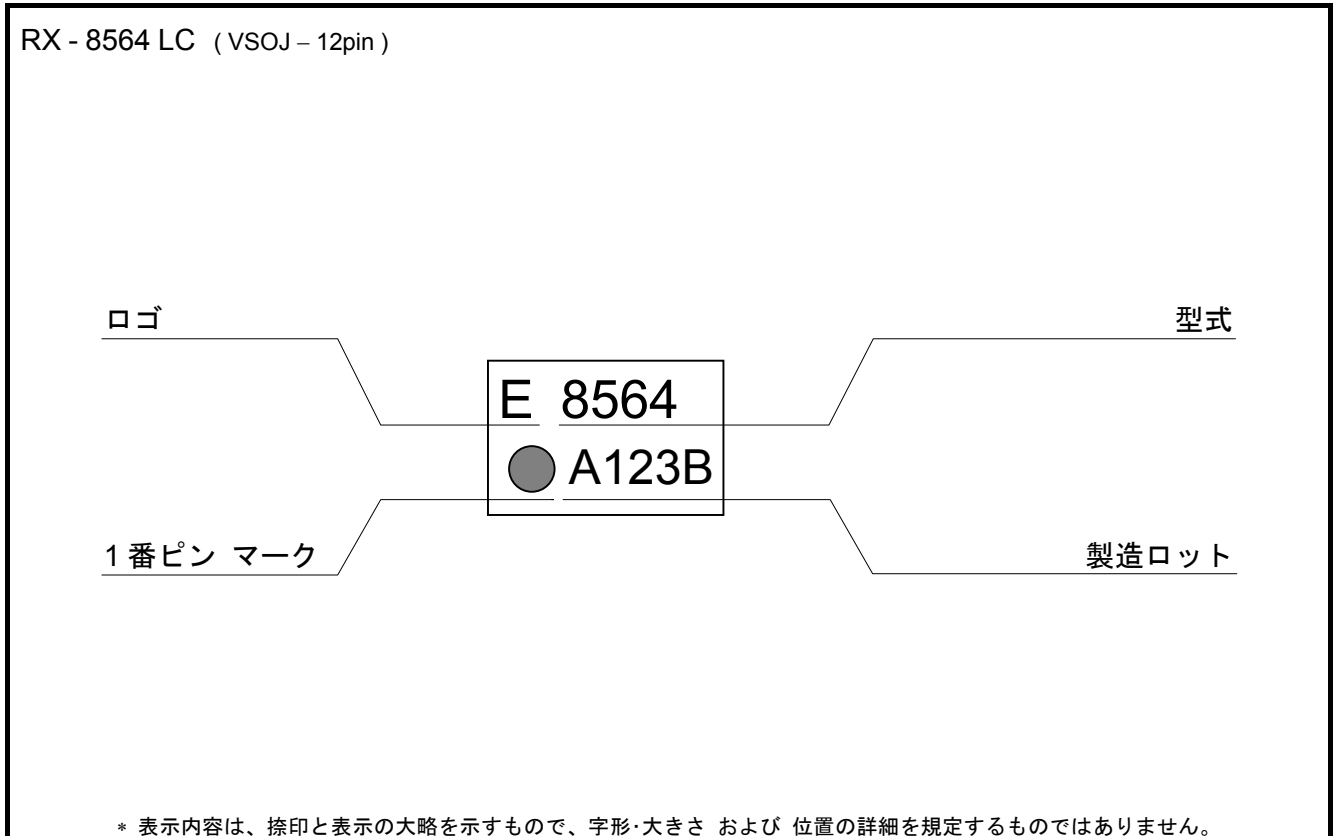 RX - 8564 LC ( VSOJ – 12pin )
ロゴ
型式
E 8564
A123B
1番ピン マーク
製造ロット
* 表示内容は、捺印と表示の大略を示すもので、字形･大きさ および 位置の詳細を規定するものではありません。